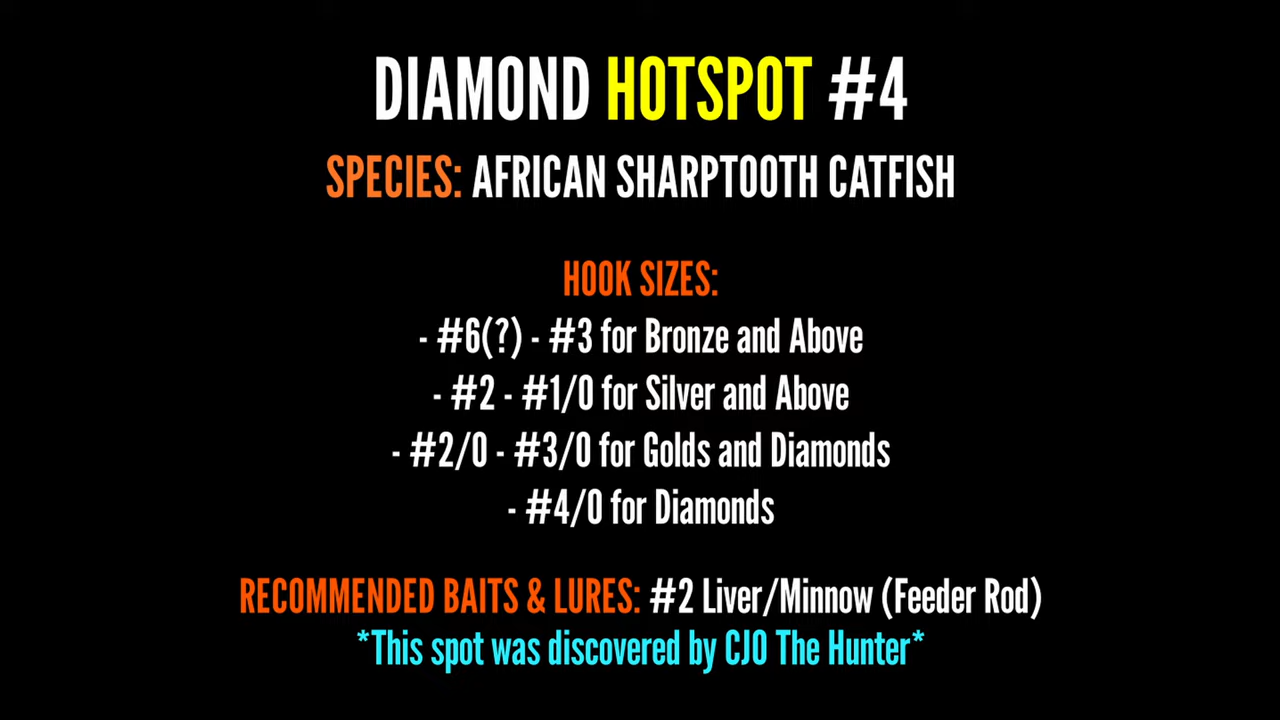 DIAMOND HOTSPOT #4
SPECIES: AFRICAN SHARPTOOTH CATFISH
HOOK SIZES:
- #6(?) - #3 for Bronze and Above
- #2 - #1/0 for Silver and Above
- #2/0 - #3/0 for Golds and Diamonds
- #4/0 for Diamonds
RECOMMENDED BAITS & LURES: #2 Liver/Minnow (Feeder Rod)
*This spot was discovered by CJO The Hunter*